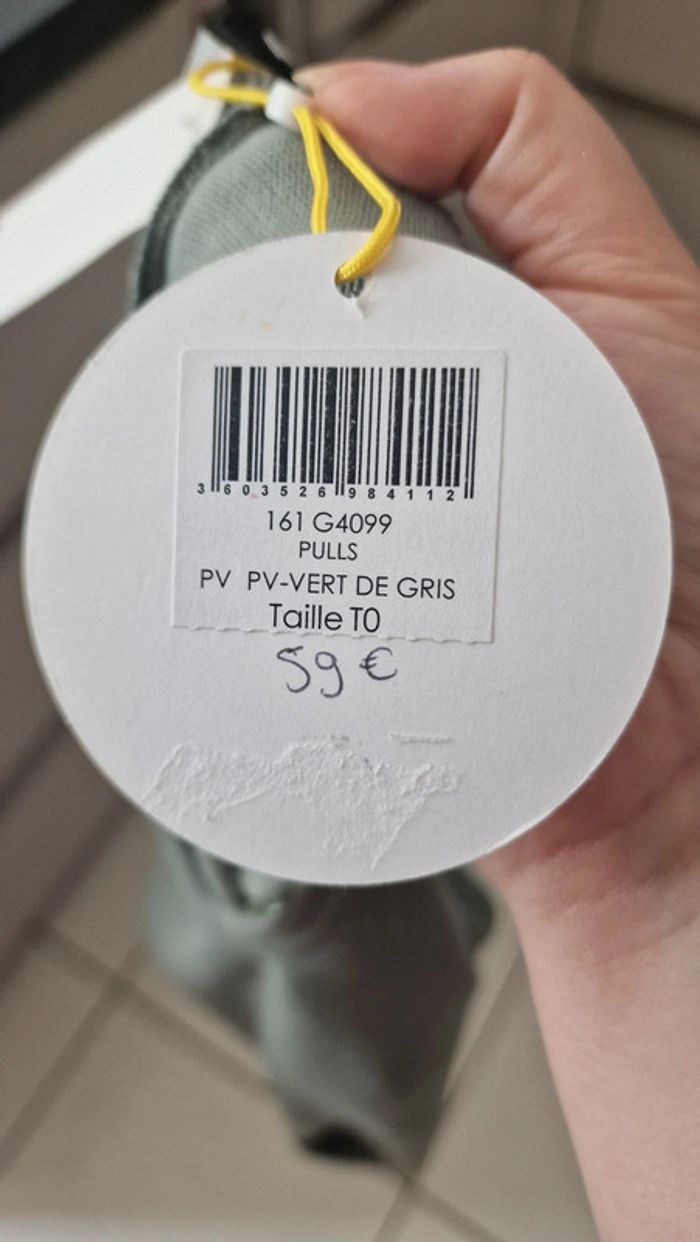 3 603526 984112
161 G4099
PULLS
PV PV-VERT DE GRIS
Taille T0
59 €